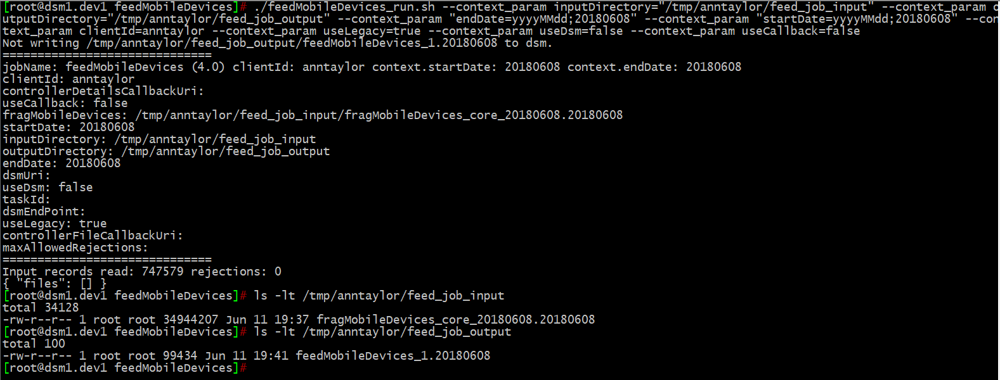 [root@dsm1.dev1 feedMobileDevices]# ./feedMobileDevices_run.sh --context_param inputDirectory="/tmp/anntaylor/feed_job_input" --context_param o
utputDirectory="/tmp/anntaylor/feed_job_output" --context_param "endDate=yyyyMMdd;20180608" --context_param "startDate=yyyyMMdd;20180608" --con
text_param clientId=anntaylor --context_param useLegacy=true --context_param useDsm=false --context_param useCallback=false
Not writing /tmp/anntaylor/feed_job_output/feedMobileDevices_1.20180608 to dsm.
==============================
jobName: feedMobileDevices (4.0) clientId: anntaylor context.startDate: 20180608 context.endDate: 20180608
clientId: anntaylor
controllerDetailsCallbackUri:
useCallback: false
fragMobileDevices: /tmp/anntaylor/feed_job_input/fragMobileDevices_core_20180608.20180608
startDate: 20180608
inputDirectory: /tmp/anntaylor/feed_job_input
outputDirectory: /tmp/anntaylor/feed_job_output
endDate: 20180608
dsmUri:
useDsm: false
taskId:
dsmEndPoint:
useLegacy: true
controllerFileCallbackUri:
maxAllowedRejections:
==============================
Input records read: 747579 rejections: 0
{ "files": [] }
[root@dsm1.dev1 feedMobileDevices]# ls -lt /tmp/anntaylor/feed_job_input
total 34128
-rw-r--r-- 1 root root 34944207 Jun 11 19:37 fragMobileDevices_core_20180608.20180608
[root@dsm1.dev1 feedMobileDevices]# ls -lt /tmp/anntaylor/feed_job_output
total 100
-rw-r--r-- 1 root root 99434 Jun 11 19:41 feedMobileDevices_1.20180608
[root@dsm1.dev1 feedMobileDevices]#